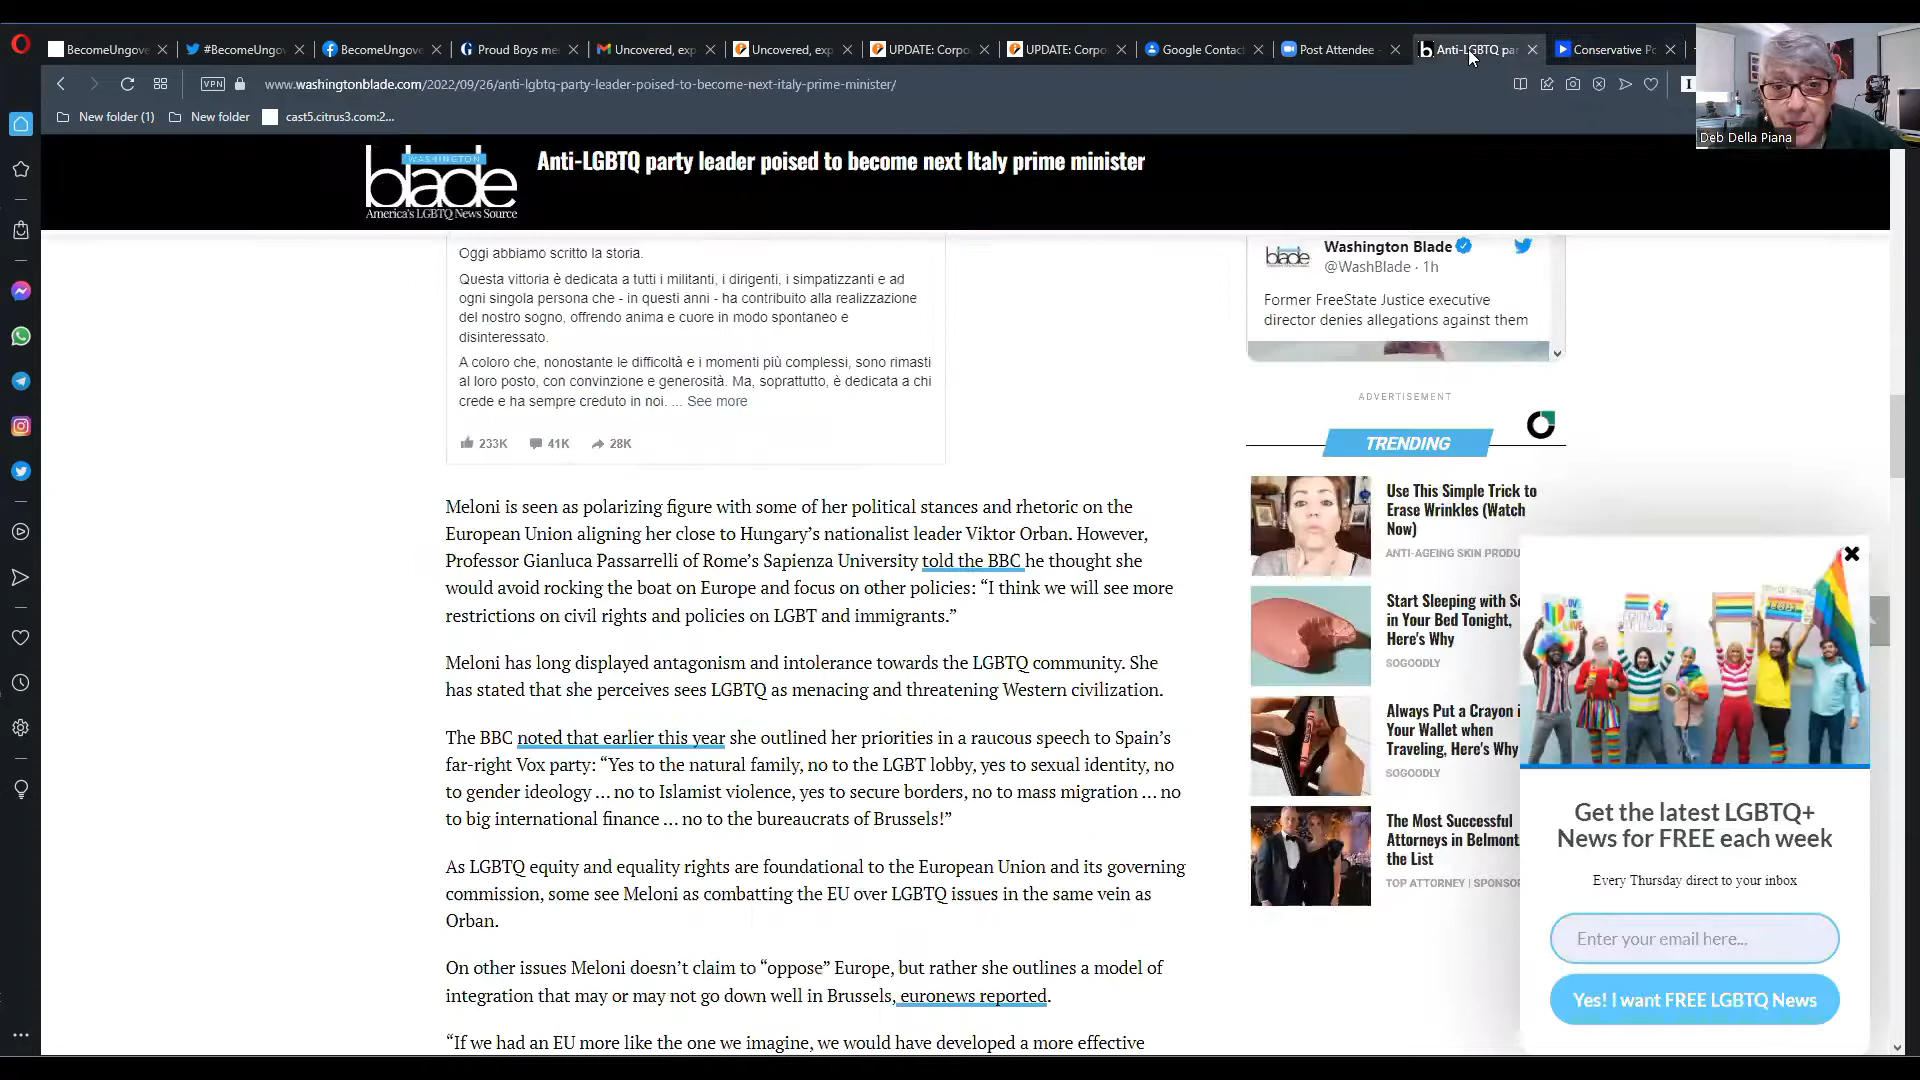 BecomeUngove
#BecomeUngov
BecomeUngove
Proud Boys me
Uncovered, exp
Uncovered, exp
UPDATE: Corpo
UPDATE: Corpo
Google Contact
Post Attendee -
Anti-LGBTQ par
Conservative Po
VPN
www.washingtonblade.com/2022/09/26/anti-lgbtq-party-leader-poised-to-become-next-italy-prime-minister/
New folder (1)
New folder
cast5.citrus3.com:2...
Deb Della Piana
WASHINGTON
blade
America's LGBTQ News Source
Anti-LGBTQ party leader poised to become next Italy prime minister
Oggi abbiamo scritto la storia.
Questa vittoria è dedicata a tutti i militanti, i dirigenti, i simpatizzanti e ad
ogni singola persona che - in questi anni - ha contribuito alla realizzazione
del nostro sogno, offrendo anima e cuore in modo spontaneo e
disinteressato.
A coloro che, nonostante le difficoltà e i momenti più complessi, sono rimasti
al loro posto, con convinzione e generosità. Ma, soprattutto, è dedicata a chi
crede e ha sempre creduto in noi. ... See more
233K 41K 28K
Meloni is seen as polarizing figure with some of her political stances and rhetoric on the
European Union aligning her close to Hungary’s nationalist leader Viktor Orban. However,
Professor Gianluca Passarrelli of Rome’s Sapienza University told the BBC he thought she
would avoid rocking the boat on Europe and focus on other policies: “I think we will see more
restrictions on civil rights and policies on LGBT and immigrants.”
Meloni has long displayed antagonism and intolerance towards the LGBTQ community. She
has stated that she perceives sees LGBTQ as menacing and threatening Western civilization.
The BBC noted that earlier this year she outlined her priorities in a raucous speech to Spain’s
far-right Vox party: “Yes to the natural family, no to the LGBT lobby, yes to sexual identity, no
to gender ideology … no to Islamist violence, yes to secure borders, no to mass migration … no
to big international finance … no to the bureaucrats of Brussels!”
As LGBTQ equity and equality rights are foundational to the European Union and its governing
commission, some see Meloni as combatting the EU over LGBTQ issues in the same vein as
Orban.
On other issues Meloni doesn’t claim to “oppose” Europe, but rather she outlines a model of
integration that may or may not go down well in Brussels, euronews reported.
“If we had an EU more like the one we imagine, we would have developed a more effective
blade
Washington Blade
@WashBlade · 1h
Former FreeState Justice executive
director denies allegations against them
ADVERTISEMENT
TRENDING
Use This Simple Trick to
Erase Wrinkles (Watch
Now)
ANTI-AGEING SKIN PRODU
Start Sleeping with So
in Your Bed Tonight,
Here's Why
SOGOODLY
Always Put a Crayon i
Your Wallet when
Traveling, Here's Why
SOGOODLY
The Most Successful
Attorneys in Belmont.
the List
TOP ATTORNEY | SPONSOR
LOVE IS LOVE
Get the latest LGBTQ+
News for FREE each week
Every Thursday direct to your inbox
Enter your email here...
Yes! I want FREE LGBTQ News